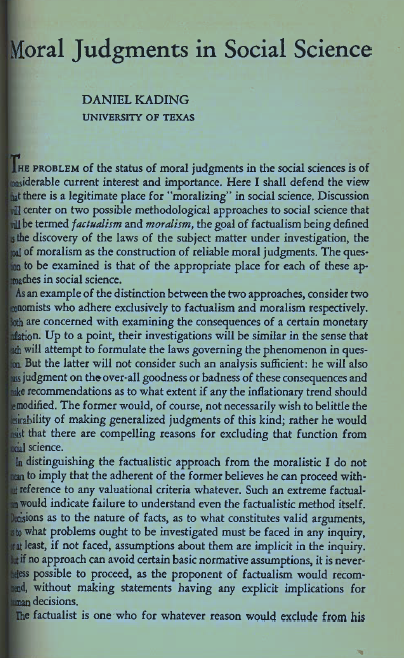 Moral Judgments in Social Science
DANIEL KADING
UNIVERSITY OF TEXAS
THE PROBLEM of the status of moral judgments in the social sciences is of
considerable current interest and importance. Here I shall defend the view
that there is a legitimate place for "moralizing" in social science. Discussion
will center on two possible methodological approaches to social science that
will be termed factualism and moralism, the goal of factualism being defined
as the discovery of the laws of the subject matter under investigation, the
goal of moralism as the construction of reliable moral judgments. The ques-
tion to be examined is that of the appropriate place for each of these ap-
proaches in social science.
As an example of the distinction between the two approaches, consider two
economists who adhere exclusively to factualism and moralism respectively.
Both are concerned with examining the consequences of a certain monetary
inflation. Up to a point, their investigations will be similar in the sense that
each will attempt to formulate the laws governing the phenomenon in ques-
tion. But the latter will not consider such an analysis sufficient: he will also
pass judgment on the over-all goodness or badness of these consequences and
make recommendations as to what extent if any the inflationary trend should
be modified. The former would, of course, not necessarily wish to belittle the
desirability of making generalized judgments of this kind; rather he would
insist that there are compelling reasons for excluding that function from
social science.
In distinguishing the factualistic approach from the moralistic I do not
mean to imply that the adherent of the former believes he can proceed with-
out reference to any valuational criteria whatever. Such an extreme factual-
ism would indicate failure to understand even the factualistic method itself.
Decisions as to the nature of facts, as to what constitutes valid arguments,
as to what problems ought to be investigated must be faced in any inquiry,
or at least, if not faced, assumptions about them are implicit in the inquiry.
But if no approach can avoid certain basic normative assumptions, it is never-
theless possible to proceed, as the proponent of factualism would recom-
mend, without making statements having any explicit implications for
human decisions.
The factualist is one who for whatever reason would exclude from his